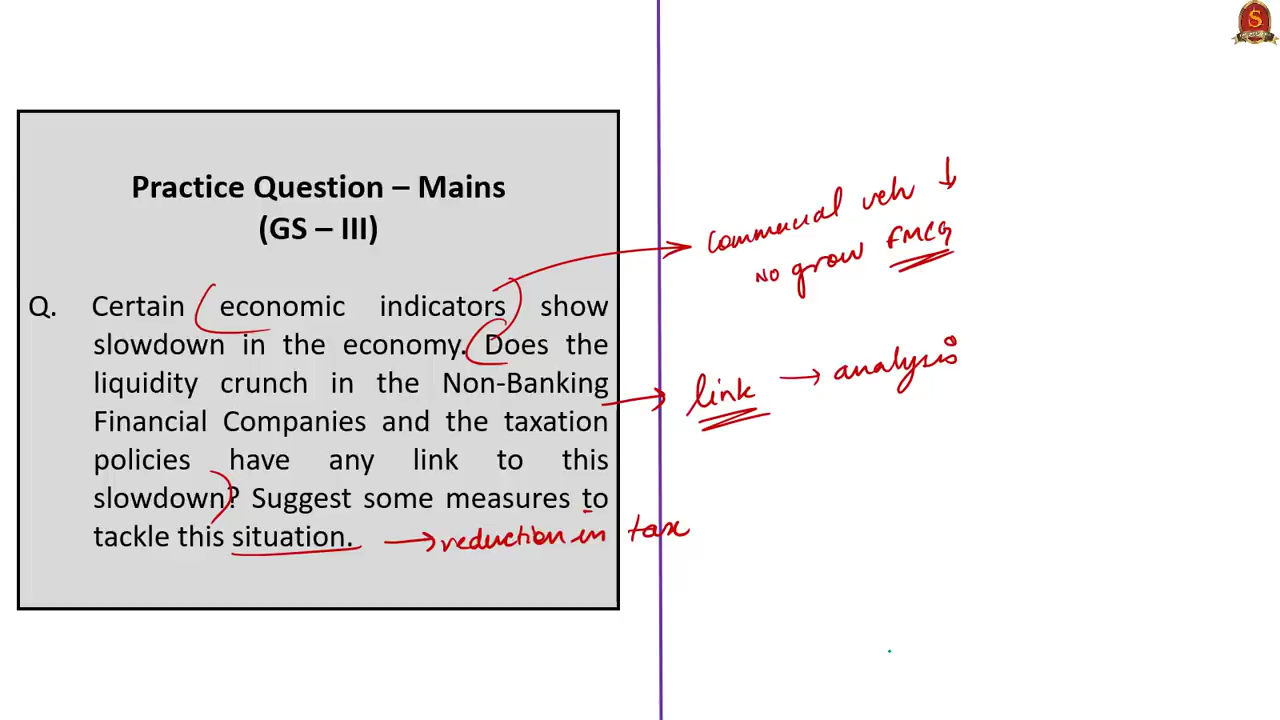 Practice Question – Mains
(GS – III)
Q. Certain economic indicators show
slowdown in the economy. Does the
liquidity crunch in the Non-Banking
Financial Companies and the taxation
policies have any link to this
slowdown? Suggest some measures to
tackle this situation.
→ reduction in tax
Commercial veh ↓
No grow FMCG
link → analysis
S